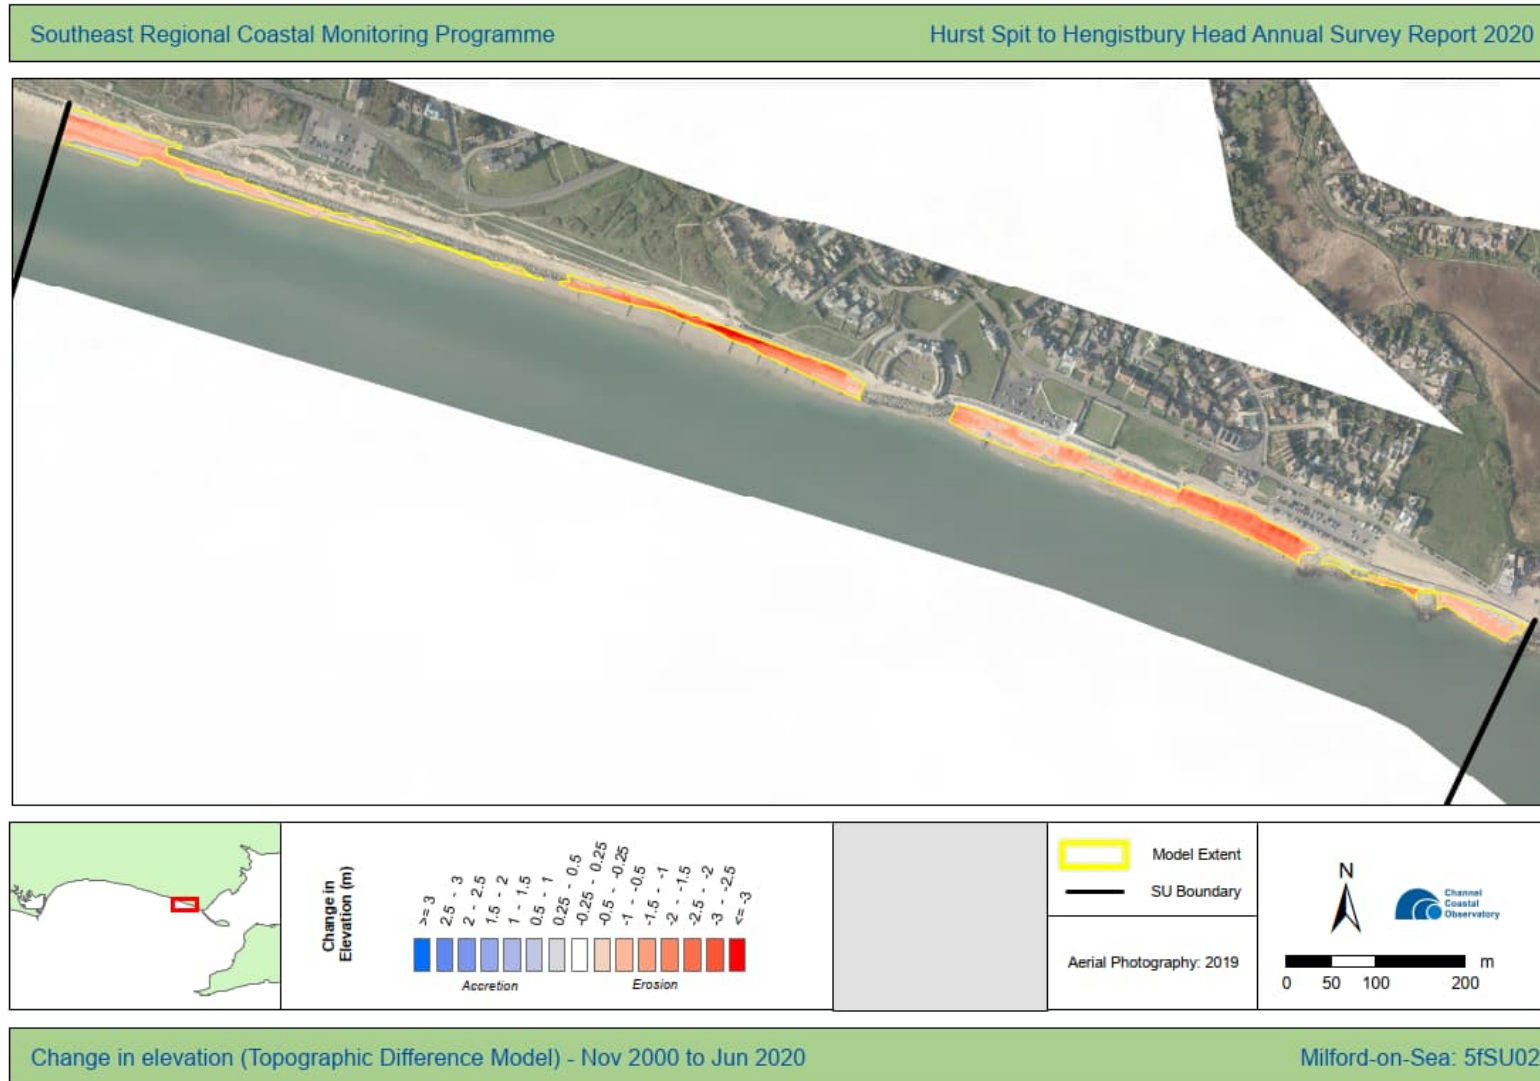 Southeast Regional Coastal Monitoring Programme
Hurst Spit to Hengistbury Head Annual Survey Report 2020
Change in
Elevation (m)
>= 3
2.5 - 3
2 - 2.5
1.5 - 2
1 - 1.5
0.5 - 1
0.25 - 0.5
-0.25 - 0.25
-0.5 - -0.25
-1 - -0.5
-1.5 - -1
-2 - -1.5
-2.5 - -2
-3 - -2.5
<= -3
Accretion
Erosion
Model Extent
SU Boundary
Aerial Photography: 2019
N
Channel
Coastal
Observatory
m
0 50 100 200
Change in elevation (Topographic Difference Model) - Nov 2000 to Jun 2020
Milford-on-Sea: 5fSU02